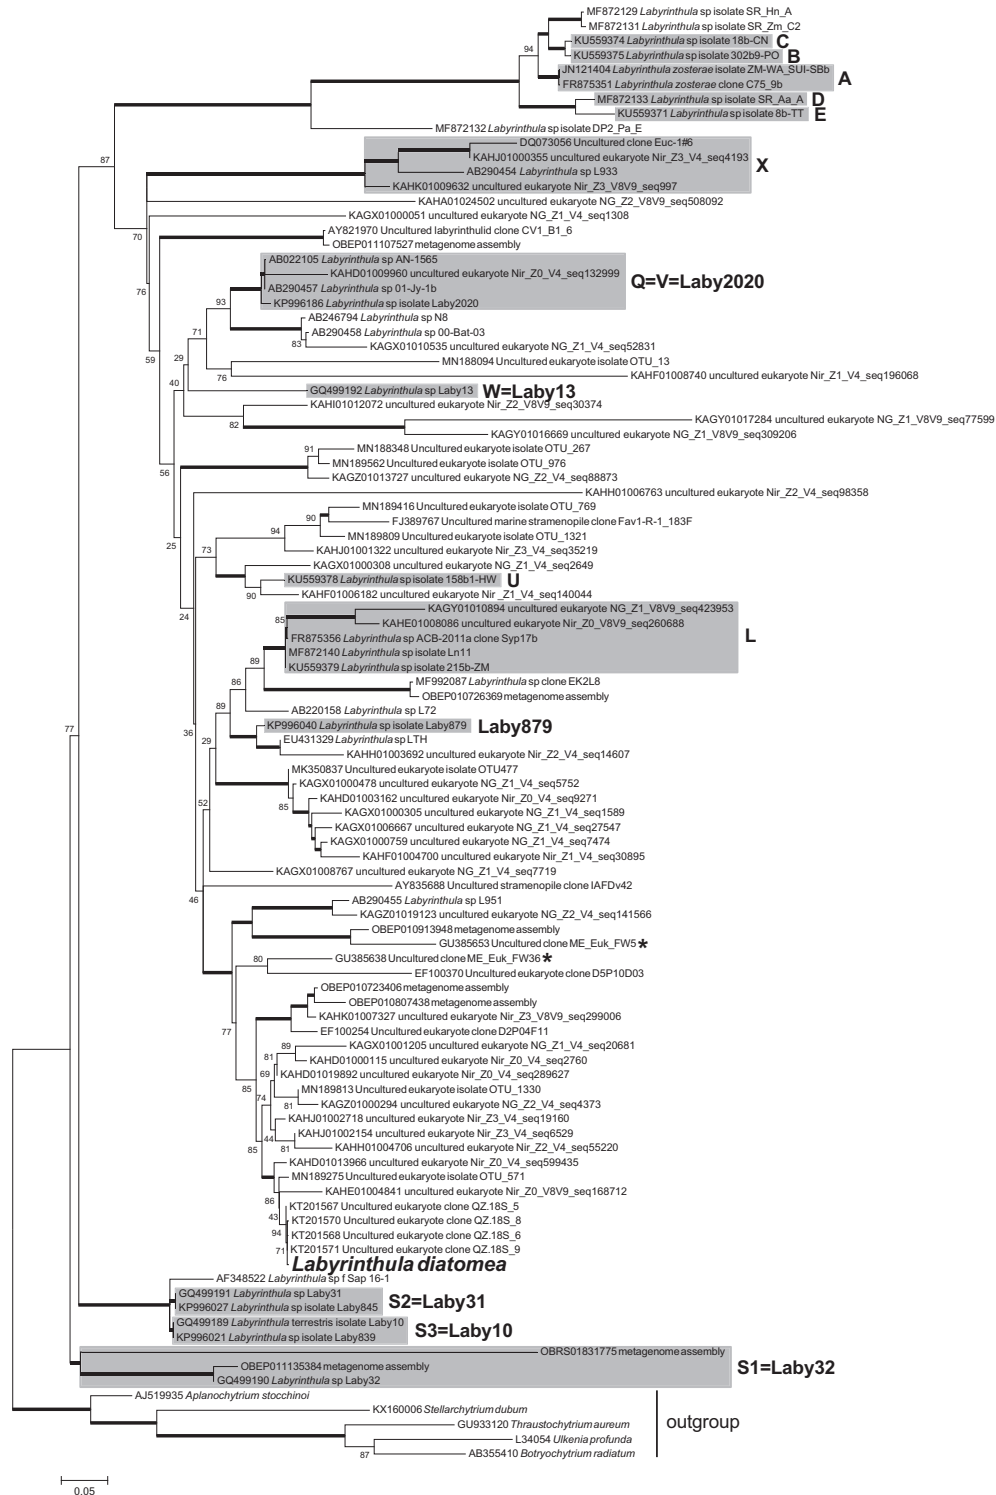 MF872129 Labyrinthula sp isolate SR_Hn_A
MF872131 Labyrinthula sp isolate SR_Zm_C2
94
KU559374 Labyrinthula sp isolate 18b-CN C
KU559375 Labyrinthula sp isolate 302b9-PO B
JN121404 Labyrinthula zosterae isolate ZM-WA_SUI-SBb
A
FR875351 Labyrinthula zosterae clone C75_9b
MF872133 Labyrinthula sp isolate SR_Aa_A D
KU559371 Labyrinthula sp isolate 8b-TT E
MF872132 Labyrinthula sp isolate DP2_Pa_E
DQ073056 Uncultured clone Euc-1#6
87
KAHJ01000355 uncultured eukaryote Nir_Z3_V4_seq4193
X
AB290454 Labyrinthula sp L933
KAHK01009632 uncultured eukaryote Nir_Z3_V8V9_seq997
KAHA01024502 uncultured eukaryote NG_Z2_V8V9_seq508092
KAGX01000051 uncultured eukaryote NG_Z1_V4_seq1308
70
AY821970 Uncultured labyrinthulid clone CV1_B1_6
OBEP011107527 metagenome assembly
AB022105 Labyrinthula sp AN-1565
KAHD01009960 uncultured eukaryote Nir_Z0_V4_seq132999
Q=V=Laby2020
76
AB290457 Labyrinthula sp 01-Jy-1b
93
KP996186 Labyrinthula sp isolate Laby2020
AB246794 Labyrinthula sp N8
71
AB290458 Labyrinthula sp 00-Bat-03
83
KAGX01010535 uncultured eukaryote NG_Z1_V4_seq52831
59
29
MN188094 Uncultured eukaryote isolate OTU_13
76
KAHF01008740 uncultured eukaryote Nir_Z1_V4_seq196068
40
GQ499192 Labyrinthula sp Laby13 W=Laby13
KAHI01012072 uncultured eukaryote Nir_Z2_V8V9_seq30374
82
KAGY01017284 uncultured eukaryote NG_Z1_V8V9_seq77599
KAGY01016669 uncultured eukaryote NG_Z1_V8V9_seq309206
91
MN188348 Uncultured eukaryote isolate OTU_267
56
MN189562 Uncultured eukaryote isolate OTU_976
KAGZ01013727 uncultured eukaryote NG_Z2_V4_seq88873
KAHH01006763 uncultured eukaryote Nir_Z2_V4_seq98358
MN189416 Uncultured eukaryote isolate OTU_769
90
FJ389767 Uncultured marine stramenopile clone Fav1-R-1_183F
94
MN189809 Uncultured eukaryote isolate OTU_1321
25
73
KAHJ01001322 uncultured eukaryote Nir_Z3_V4_seq35219
KAGX01000308 uncultured eukaryote NG_Z1_V4_seq2649
KU559378 Labyrinthula sp isolate 158b1-HW U
90
KAHF01006182 uncultured eukaryote Nir _Z1_V4_seq140044
24
85
KAGY01010894 uncultured eukaryote NG_Z1_V8V9_seq423953
KAHE01008086 uncultured eukaryote Nir_Z0_V8V9_seq260688
FR875356 Labyrinthula sp ACB-2011a clone Syp17b
L
MF872140 Labyrinthula sp isolate Ln11
89
KU559379 Labyrinthula sp isolate 215b-ZM
86
MF992087 Labyrinthula sp clone EK2L8
OBEP010726369 metagenome assembly
89
AB220158 Labyrinthula sp L72
KP996040 Labyrinthula sp isolate Laby879 Laby879
77
36
29
EU431329 Labyrinthula sp LTH
KAHH01003692 uncultured eukaryote Nir_Z2_V4_seq14607
MK350837 Uncultured eukaryote isolate OTU477
KAGX01000478 uncultured eukaryote NG_Z1_V4_seq5752
52
85
KAHD01003162 uncultured eukaryote Nir_Z0_V4_seq9271
KAGX01000305 uncultured eukaryote NG_Z1_V4_seq1589
KAGX01006667 uncultured eukaryote NG_Z1_V4_seq27547
KAGX01000759 uncultured eukaryote NG_Z1_V4_seq7474
KAHF01004700 uncultured eukaryote Nir_Z1_V4_seq30895
KAGX01008767 uncultured eukaryote NG_Z1_V4_seq7719
AY835688 Uncultured stramenopile clone IAFDv42
46
AB290455 Labyrinthula sp L951
KAGZ01019123 uncultured eukaryote NG_Z2_V4_seq141566
OBEP010913948 metagenome assembly
GU385653 Uncultured clone ME_Euk_FW5 *
80
GU385638 Uncultured clone ME_Euk_FW36 *
EF100370 Uncultured eukaryote clone D5P10D03
OBEP010723406 metagenome assembly
OBEP010807438 metagenome assembly
77
KAHK01007327 uncultured eukaryote Nir_Z3_V8V9_seq299006
EF100254 Uncultured eukaryote clone D2P04F11
89
KAGX01001205 uncultured eukaryote NG_Z1_V4_seq20681
81
KAHD01000115 uncultured eukaryote Nir_Z0_V4_seq2760
69
KAHD01019892 uncultured eukaryote Nir_Z0_V4_seq289627
85
74
MN189813 Uncultured eukaryote isolate OTU_1330
81
KAGZ01000294 uncultured eukaryote NG_Z2_V4_seq4373
KAHJ01002718 uncultured eukaryote Nir_Z3_V4_seq19160
44
KAHJ01002154 uncultured eukaryote Nir_Z3_V4_seq6529
85
81
KAHH01004706 uncultured eukaryote Nir_Z2_V4_seq55220
KAHD01013966 uncultured eukaryote Nir_Z0_V4_seq599435
MN189275 Uncultured eukaryote isolate OTU_571
86
KAHE01004841 uncultured eukaryote Nir_Z0_V8V9_seq168712
KT201567 Uncultured eukaryote clone QZ.18S_5
43
KT201570 Uncultured eukaryote clone QZ.18S_8
94
KT201568 Uncultured eukaryote clone QZ.18S_6
71
KT201571 Uncultured eukaryote clone QZ.18S_9
Labyrinthula diatomea
AF348522 Labyrinthula sp f Sap 16-1
GQ499191 Labyrinthula sp Laby31
S2=Laby31
KP996027 Labyrinthula sp isolate Laby845
GQ499189 Labyrinthula terrestris isolate Laby10
S3=Laby10
KP996021 Labyrinthula sp isolate Laby839
OBRS01831775 metagenome assembly
OBEP011135384 metagenome assembly
S1=Laby32
GQ499190 Labyrinthula sp Laby32
AJ519935 Aplanochytrium stocchinoi
KX160006 Stellarchytrium dubum
GU933120 Thraustochytrium aureum
outgroup
L34054 Ulkenia profunda
87
AB355410 Botryochytrium radiatum
0.05